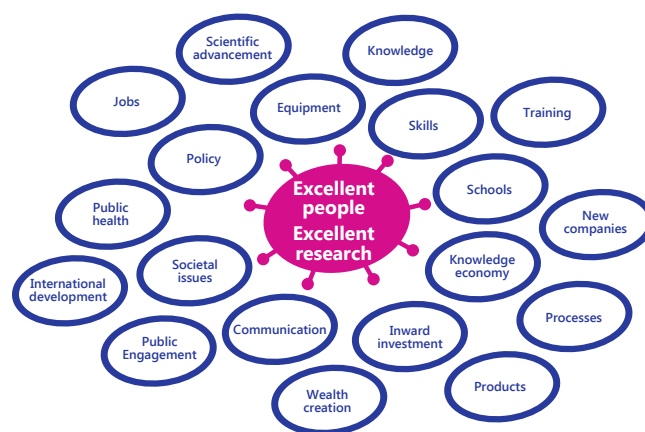 Scientific
advancement
Knowledge
Jobs
Equipment
Skills
Training
Policy
Excellent
people
Excellent
research
Schools
Public
health
New
companies
Societal
issues
Knowledge
economy
International
development
Communication
Inward
investment
Processes
Public
Engagement
Wealth
creation
Products